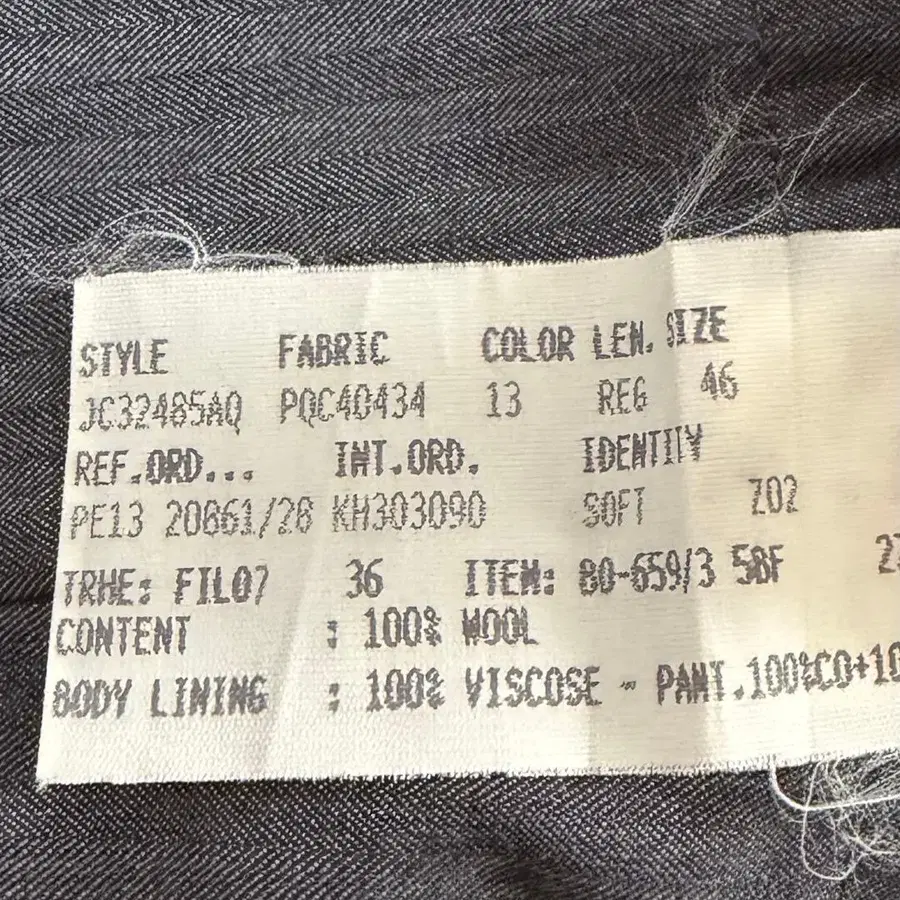 STYLE FABRIC COLOR LEN. SIZE
JC32485AQ PQC40434 13 REG 46
REF.ORD... INT.ORD. IDENTITY
PE13 20861/28 KH303090 SOFT Z02
TRHE: FIL07 36 ITEM: 80-659/3 58F
CONTENT : 100% WOOL
BODY LINING : 100% VISCOSE - PANT.100%CO+10